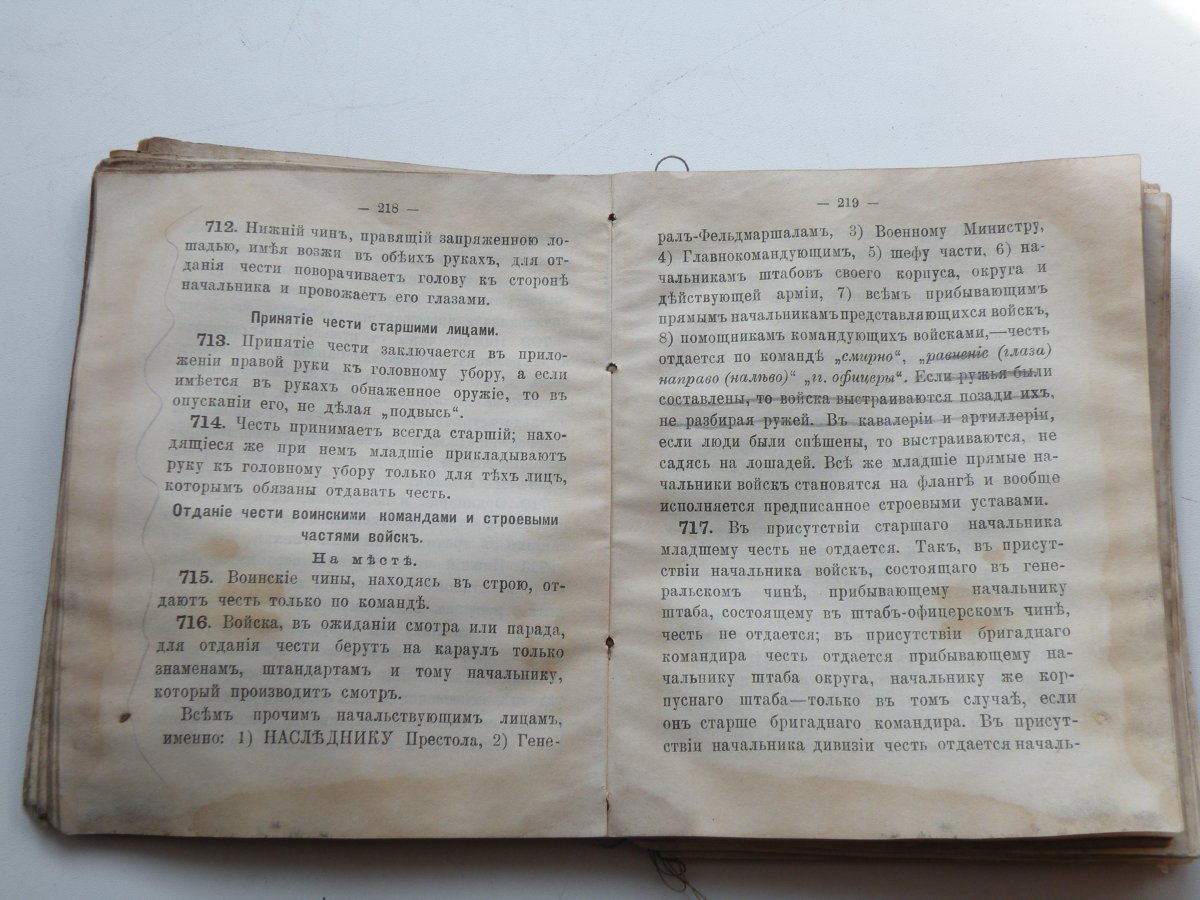 — 218 —
712. Нижній чинъ, правящій запряженною ло-
шадью, имѣя возжи въ обѣихъ рукахъ, для от-
данія чести поворачиваетъ голову къ сторонѣ
начальника и провожаетъ его глазами.
Принятіе чести старшими лицами.
713. Принятіе чести заключается въ прило-
женіи правой руки къ головному убору, а если
имѣется въ рукахъ обнаженное оружіе, то въ
опусканіи его, не дѣлая „подвысь“.
714. Честь принимаетъ всегда старшій; нахо-
дящіеся же при немъ младшіе прикладываютъ
руку къ головному убору только для тѣхъ лицъ,
которымъ обязаны отдавать честь.
Отданіе чести воинскими командами и строевыми
частями войскъ.
На мѣстѣ.
715. Воинскіе чины, находясь въ строю, от-
даютъ честь только по командѣ.
716. Войска, въ ожиданіи смотра или парада,
для отданія чести берутъ на караулъ только
знаменамъ, штандартамъ и тому начальнику,
который производитъ смотръ.
Всѣмъ прочимъ начальствующимъ лицамъ,
именно: 1) НАСЛѢДНИКУ Престола, 2) Гене-
— 219 —
ралъ-Фельдмаршаламъ, 3) Военному Министру,
4) Главнокомандующимъ, 5) шефу части, 6) на-
чальникамъ штабовъ своего корпуса, округа и
дѣйствующей арміи, 7) всѣмъ прибывающимъ
прямымъ начальникамъ представляющихся войскъ,
8) помощникамъ командующихъ войсками,—честь
отдается по командѣ „смирно“, „равненіе (глаза)
направо (налѣво)“ „гг. офицеры“. Если ружья были
составлены, то войска выстраиваются позади ихъ,
не разбирая ружей. Въ кавалеріи и артиллеріи,
если люди были спѣшены, то выстраиваются, не
садясь на лошадей. Всѣ же младшіе прямые на-
чальники войскъ становятся на флангѣ и вообще
исполняется предписанное строевыми уставами.
717. Въ присутствіи старшаго начальника
младшему честь не отдается. Такъ, въ присут-
ствіи начальника войскъ, состоящаго въ гене-
ральскомъ чинѣ, прибывающему начальнику
штаба, состоящему въ штабъ-офицерскомъ чинѣ,
честь не отдается; въ присутствіи бригаднаго
командира честь отдается прибывающему на-
чальнику штаба округа, начальнику же кор-
пуснаго штаба—только въ томъ случаѣ, если
онъ старше бригаднаго командира. Въ присут-
ствіи начальника дивизіи честь отдается началь-